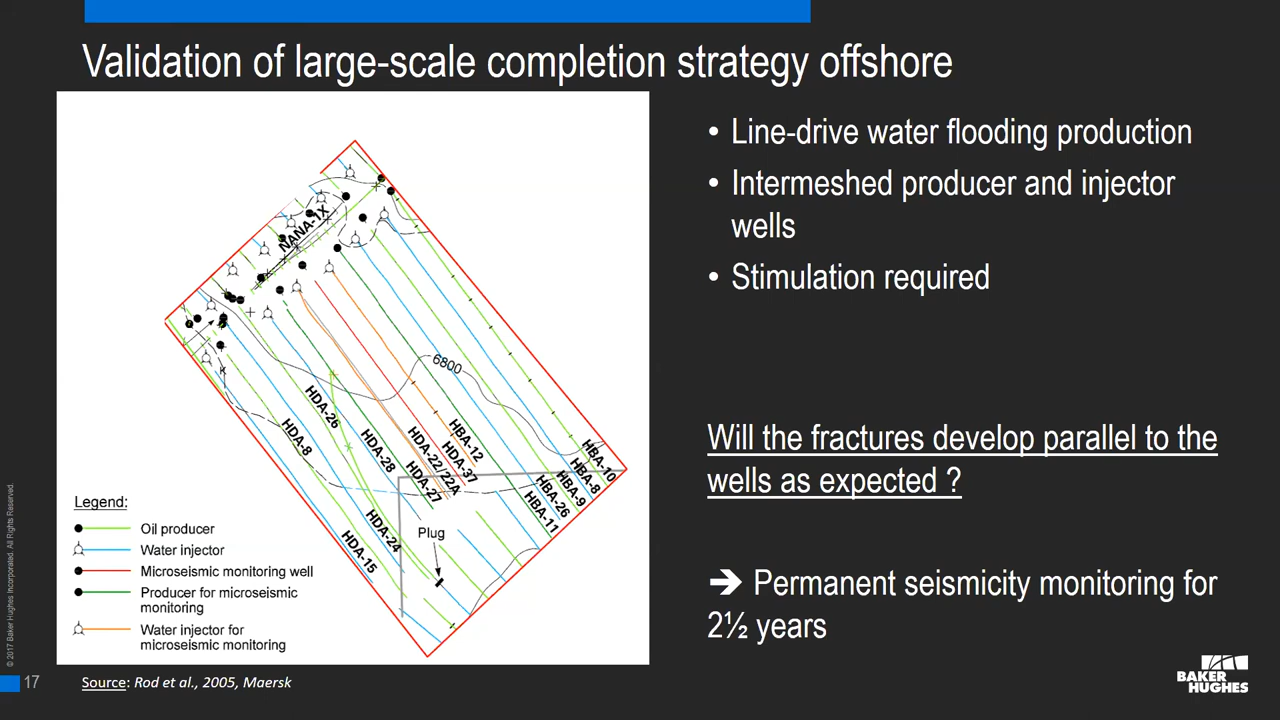 Validation of large-scale completion strategy offshore
NANA-1X
6800
HDA-26
HDA-8
HDA-28
HDA-22/22A
HDA-27
HBA-12
HDA-37
HBA-10
HBA-8
HBA-9
HBA-26
HBA-11
HDA-24
HDA-15
Plug
Legend:
Oil producer
Water injector
Microseismic monitoring well
Producer for microseismic
monitoring
Water injector for
microseismic monitoring
• Line-drive water flooding production
• Intermeshed producer and injector
wells
• Stimulation required
Will the fractures develop parallel to the
wells as expected ?
➔ Permanent seismicity monitoring for
2½ years
© 2017 Baker Hughes Incorporated. All Rights Reserved.
17
Source: Rod et al., 2005, Maersk
BAKER
HUGHES